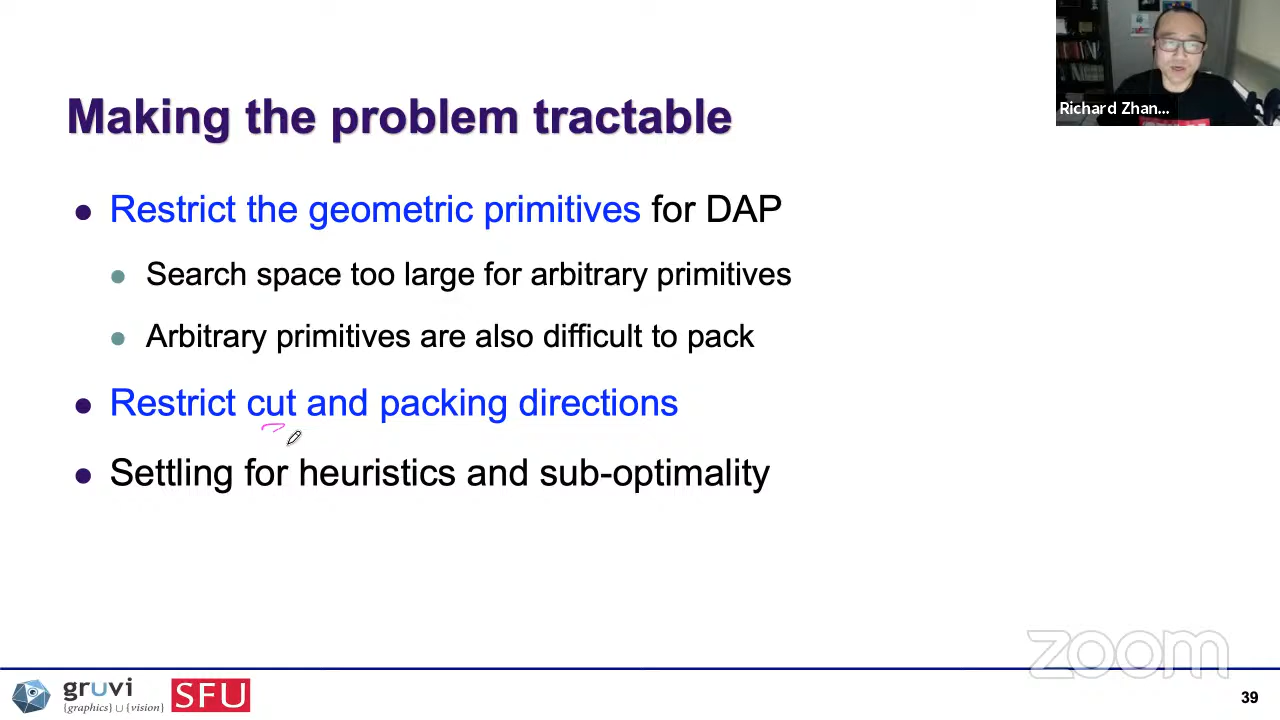 Richard Zhan...
Making the problem tractable
Restrict the geometric primitives for DAP
Search space too large for arbitrary primitives
Arbitrary primitives are also difficult to pack
Restrict cut and packing directions
Settling for heuristics and sub-optimality
zoom
gruvi
{graphics} ∪ {vision}
SFU
39